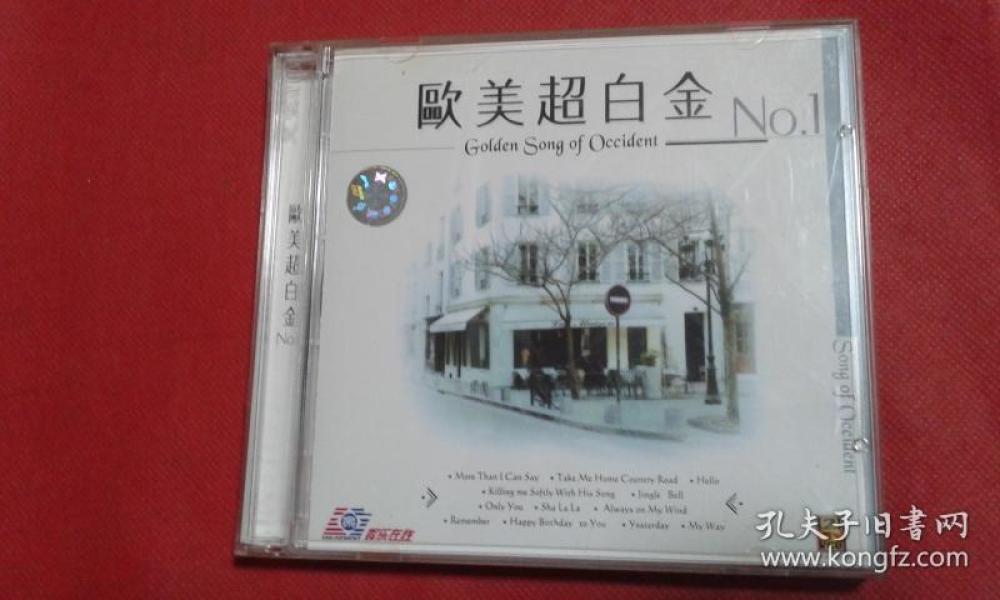 歐美超白金 No.1
Golden Song of Occident
歐美超白金 No.
Song of Occident
• More Than I Can Say • Take Me Home Country Road • Hello
• Killing me Softly With His Song • Jingle Bell
• Only You • Sha La La • Always on My Wind
• Remember • Happy Birthday to You • Yesterday • My Way
音乐在线
孔夫子旧書网
www.kongfz.com